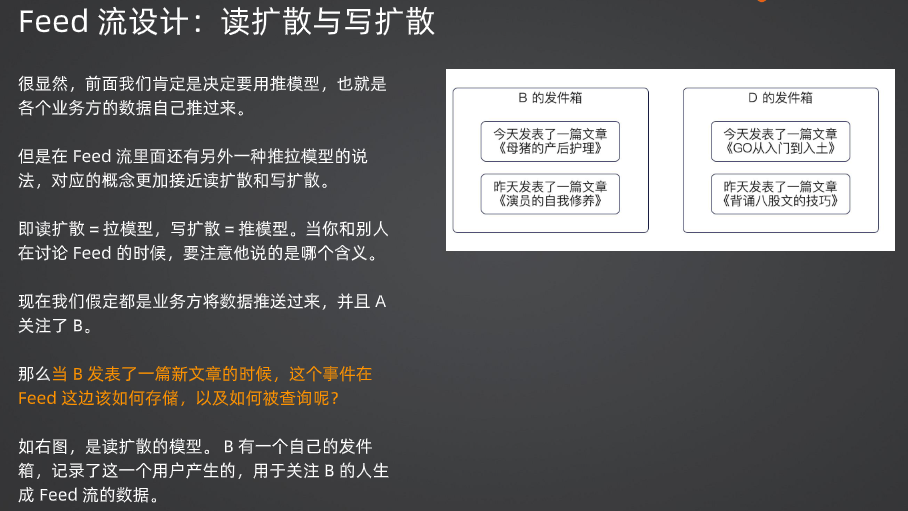 Feed 流设计：读扩散与写扩散
很显然，前面我们肯定是决定要用推模型，也就是
各个业务方的数据自己推过来。
但是在 Feed 流里面还有另外一种推拉模型的说
法，对应的概念更加接近读扩散和写扩散。
即读扩散 = 拉模型，写扩散 = 推模型。当你和别人
在讨论 Feed 的时候，要注意他说的是哪个含义。
现在我们假定都是业务方将数据推送过来，并且 A
关注了 B。
那么当 B 发表了一篇新文章的时候，这个事件在
Feed 这边该如何存储，以及如何被查询呢？
如右图，是读扩散的模型。 B 有一个自己的发件
箱，记录了这一个用户产生的，用于关注 B 的人生
成 Feed 流的数据。
B 的发件箱
今天发表了一篇文章
《母猪的产后护理》
昨天发表了一篇文章
《演员的自我修养》
D 的发件箱
今天发表了一篇文章
《GO从入门到入土》
昨天发表了一篇文章
《背诵八股文的技巧》